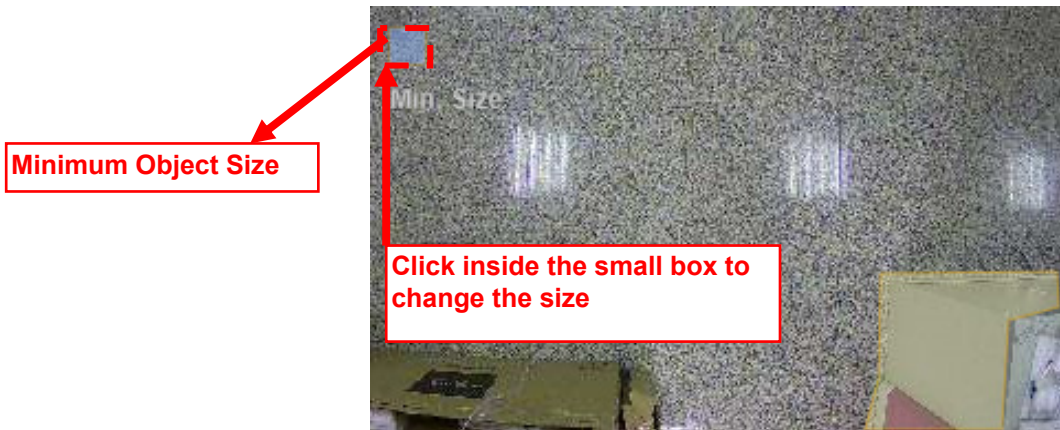 Min. Size
Minimum Object Size
Click inside the small box to
change the size